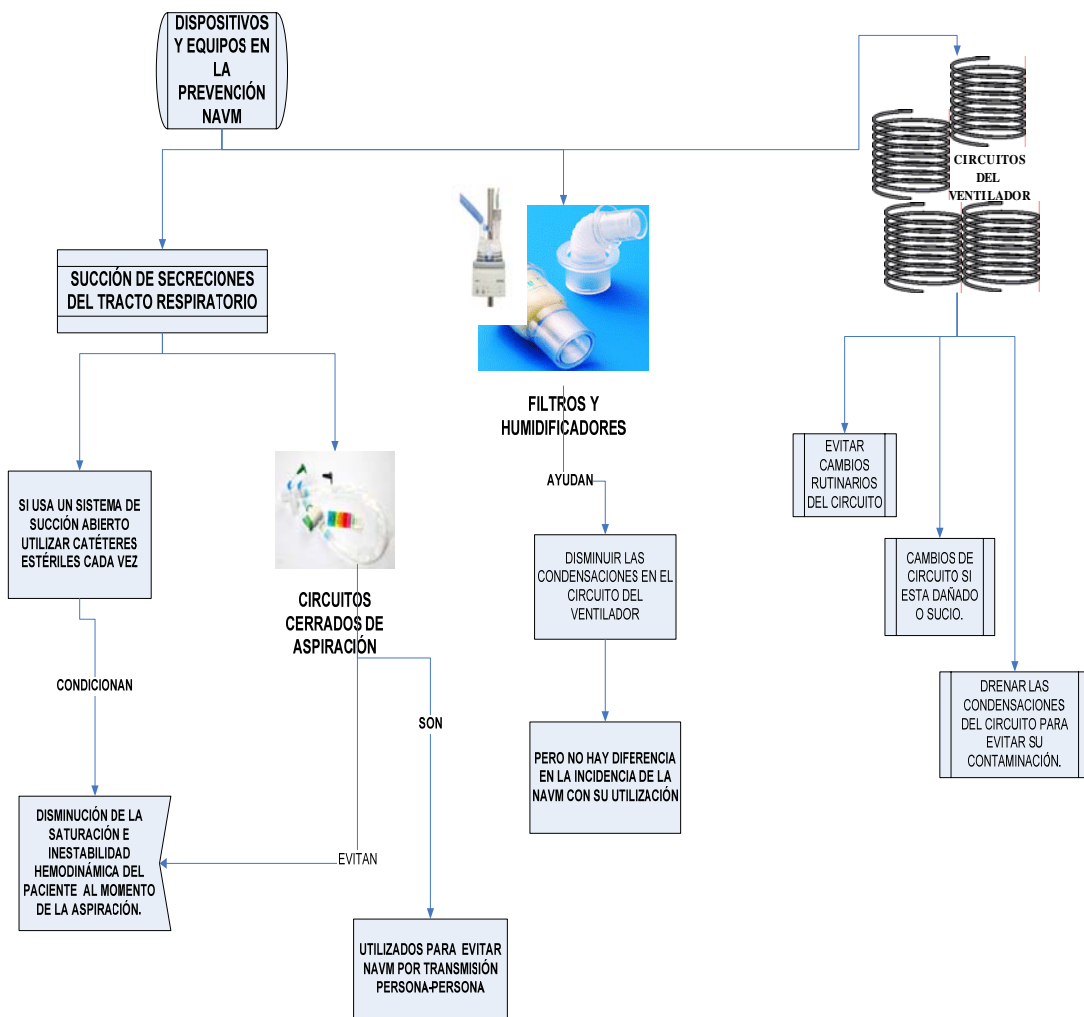 DISPOSITIVOS
Y EQUIPOS EN
LA
PREVENCIÓN
NAVM
CIRCUITOS
DEL
VENTILADOR
SUCCIÓN DE SECRECIONES
DEL TRACTO RESPIRATORIO
FILTROS Y
HUMIDIFICADORES
EVITAR
CAMBIOS
RUTINARIOS
DEL CIRCUITO
SI USA UN SISTEMA DE
SUCCIÓN ABIERTO
UTILIZAR CATÉTERES
ESTÉRILES CADA VEZ
AYUDAN
DISMINUIR LAS
CONDENSACIONES EN EL
CIRCUITO DEL
VENTILADOR
CAMBIOS DE
CIRCUITO SI
ESTA DAÑADO
O SUCIO.
CIRCUITOS
CERRADOS DE
ASPIRACIÓN
CONDICIONAN
SON
DRENAR LAS
CONDENSACIONES
DEL CIRCUITO PARA
EVITAR SU
CONTAMINACIÓN.
PERO NO HAY DIFERENCIA
EN LA INCIDENCIA DE LA
NAVM CON SU UTILIZACIÓN
DISMINUCIÓN DE LA
SATURACIÓN E
INESTABILIDAD
HEMODINÁMICA DEL
PACIENTE AL MOMENTO
DE LA ASPIRACIÓN.
EVITAN
UTILIZADOS PARA EVITAR
NAVM POR TRANSMISIÓN
PERSONA-PERSONA